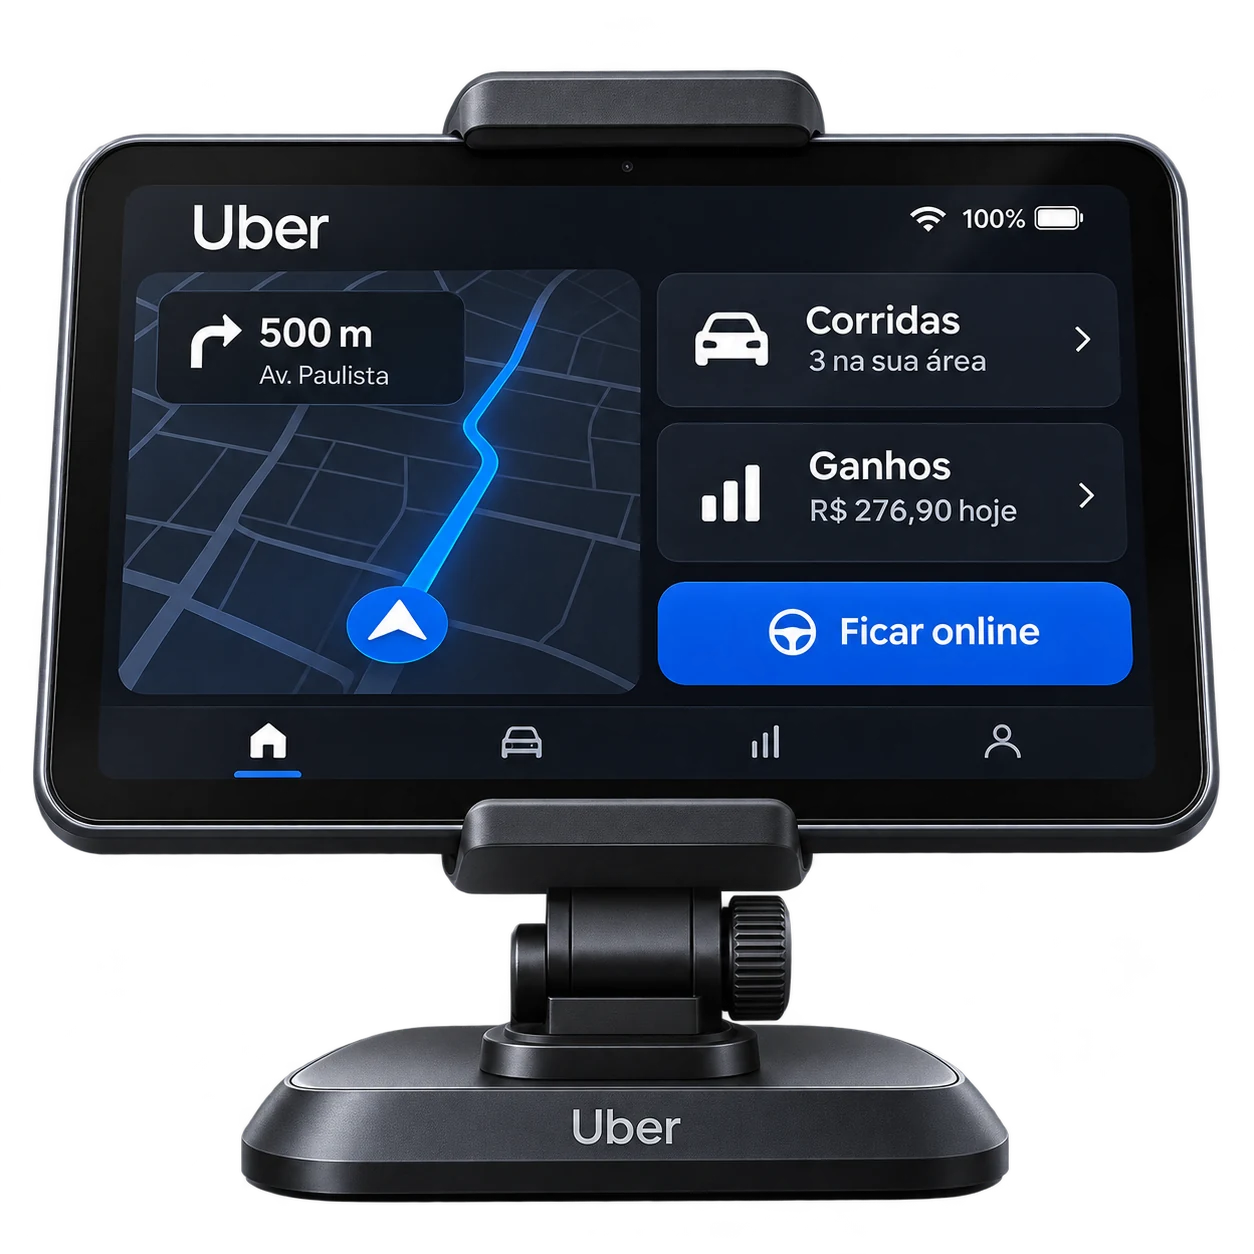 Uber
100%
500 m
Av. Paulista
Corridas
3 na sua área
Ganhos
R$ 276,90 hoje
Ficar online
Uber